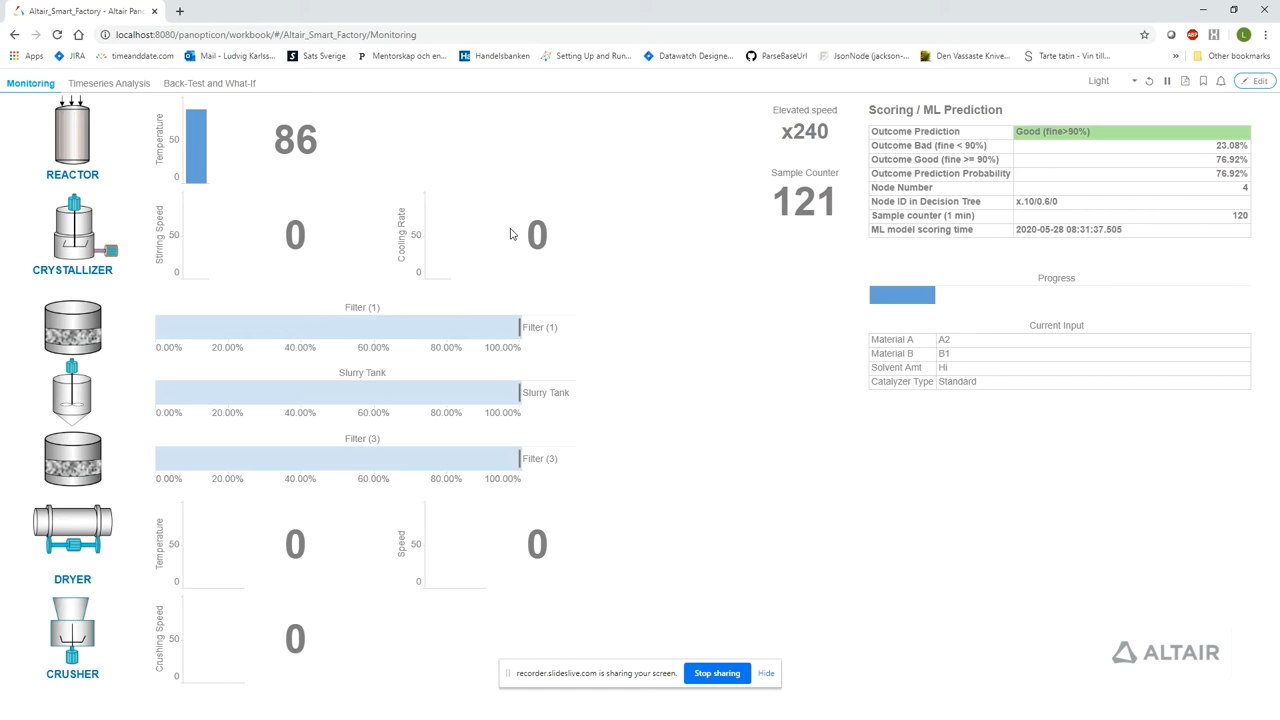 Altair_Smart_Factory - Altair Pan
localhost:8080/panopticon/workbook/#/Altair_Smart_Factory/Monitoring
Apps JIRA timeanddate.com Mail - Ludvig Karlss... Sats Sverige Mentorskap och en... Handelsbanken Setting Up and Run... Datawatch Designe... ParseBaseUrl JsonNode (jackson-... Den Vassaste Knive... Tarte tatin - Vin till... » Other bookmarks
Monitoring Timeseries Analysis Back-Test and What-If Light Edit
REACTOR
Temperature
50
0
86
Elevated speed
x240
Sample Counter
121
Scoring / ML Prediction
Outcome Prediction Good (fine>90%)
Outcome Bad (fine < 90%) 23.08%
Outcome Good (fine >= 90%) 76.92%
Outcome Prediction Probability 76.92%
Node Number 4
Node ID in Decision Tree x.10/0.6/0
Sample counter (1 min) 120
ML model scoring time 2020-05-28 08:31:37.505
CRYSTALLIZER
Stirring Speed
50
0
0
Cooling Rate
50
0
0
Progress
Current Input
Material A A2
Material B B1
Solvent Amt Hi
Catalyzer Type Standard
Filter (1)
Filter (1)
0.00% 20.00% 40.00% 60.00% 80.00% 100.00%
Slurry Tank
Slurry Tank
0.00% 20.00% 40.00% 60.00% 80.00% 100.00%
Filter (3)
Filter (3)
0.00% 20.00% 40.00% 60.00% 80.00% 100.00%
DRYER
Temperature
50
0
0
Speed
50
0
0
CRUSHER
Crushing Speed
50
0
0
ALTAIR
recorder.slideslive.com is sharing your screen. Stop sharing Hide